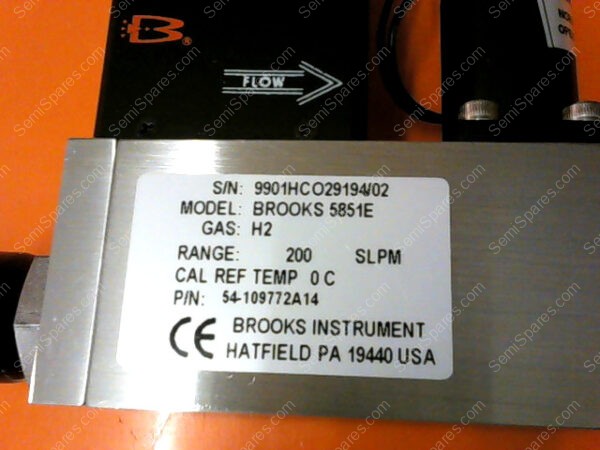 B®
FLOW
S/N: 9901HCO29194/02
MODEL: BROOKS 5851E
GAS: H2
RANGE: 200 SLPM
CAL REF TEMP 0 C
P/N: 54-109772A14
CE BROOKS INSTRUMENT
HATFIELD PA 19440 USA
SemiSpares.com